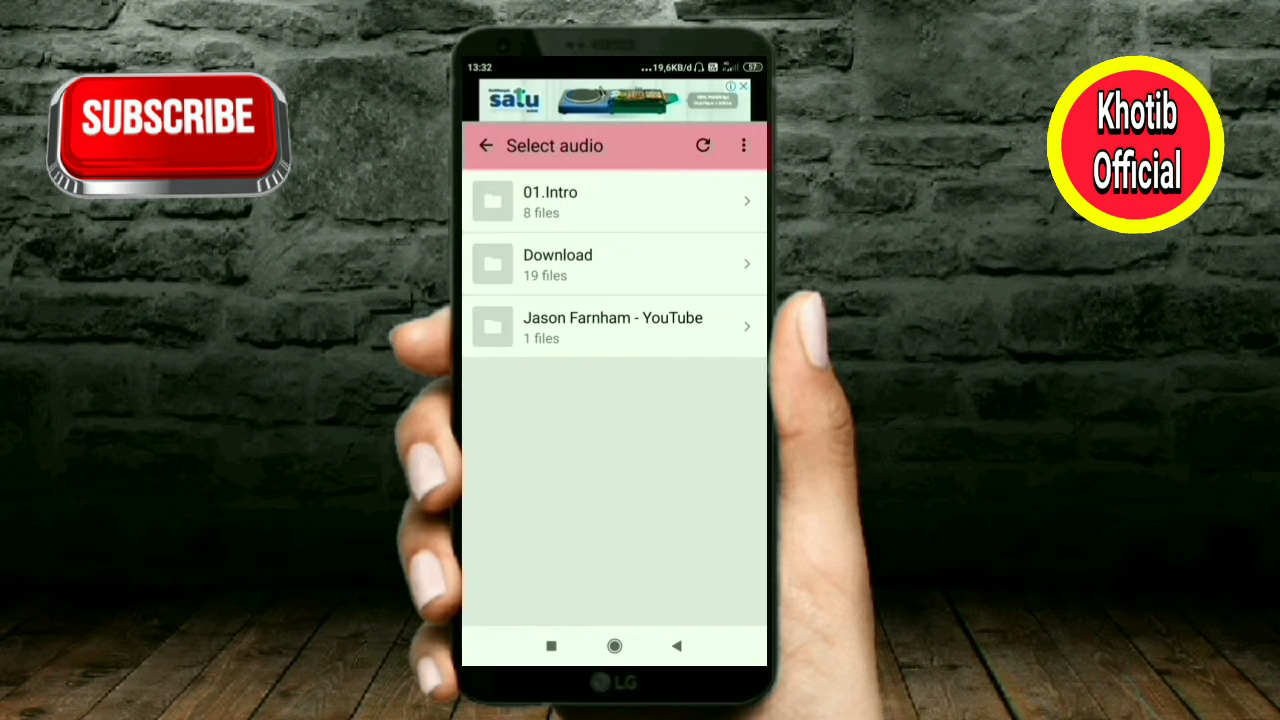 SUBSCRIBE
Khotib
Official
13:32
...19,6KB/d
57
satu
Select audio
01.Intro
8 files
Download
19 files
Jason Farnham - YouTube
1 files
LG